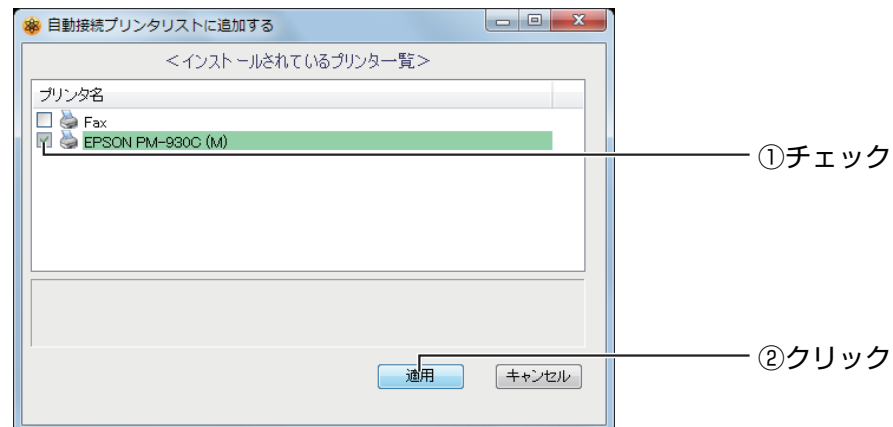 自動接続プリンタリストに追加する
＜インストールされているプリンター覧＞
プリンタ名
Fax
EPSON PM-930C (M)
①チェック
②クリック
適用
キャンセル